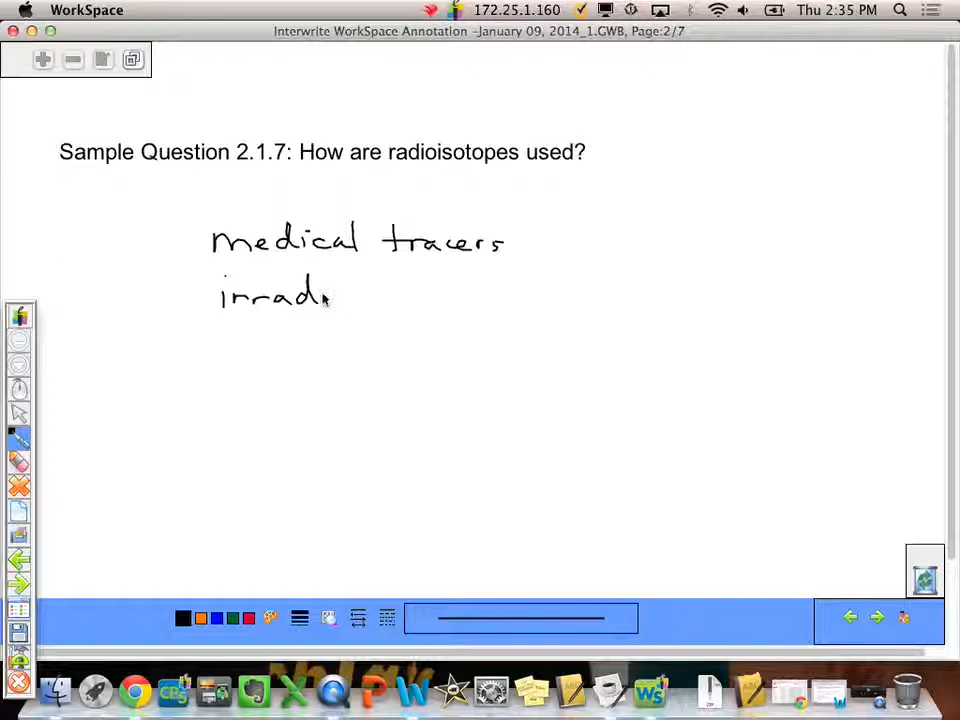 WorkSpace
172.25.1.160
Thu 2:35 PM
Interwrite WorkSpace Annotation –January 09, 2014_1.GWB, Page:2/7
Sample Question 2.1.7: How are radioisotopes used?
medical tracers
irrad